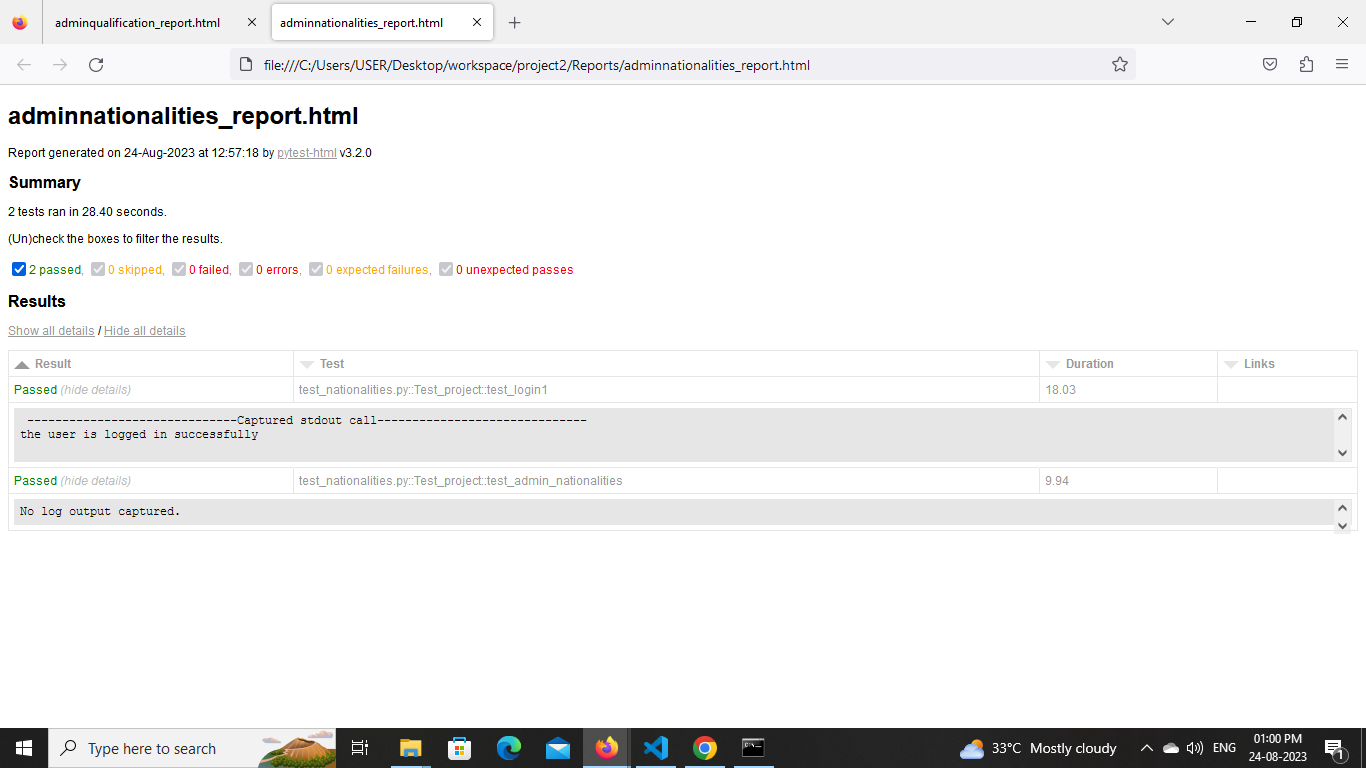 adminqualification_report.html
adminnationalities_report.html
file:///C:/Users/USER/Desktop/workspace/project2/Reports/adminnationalities_report.html
adminnationalities_report.html
Report generated on 24-Aug-2023 at 12:57:18 by pytest-html v3.2.0
Summary
2 tests ran in 28.40 seconds.
(Un)check the boxes to filter the results.
2 passed, 0 skipped, 0 failed, 0 errors, 0 expected failures, 0 unexpected passes
Results
Show all details / Hide all details
Result Test Duration Links
Passed (hide details) test_nationalities.py::Test_project::test_login1 18.03
------------------------------Captured stdout call------------------------------
the user is logged in successfully
Passed (hide details) test_nationalities.py::Test_project::test_admin_nationalities 9.94
No log output captured.
Type here to search 33°C Mostly cloudy ENG 01:00 PM
24-08-2023 1